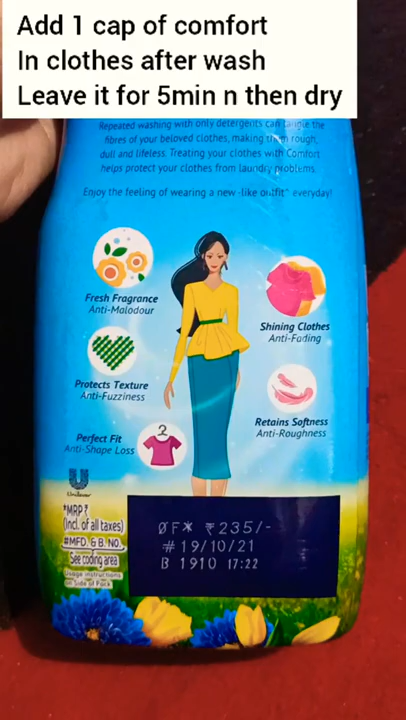 Add 1 cap of comfort
In clothes after wash
Leave it for 5min n then dry
Repeated washing with only detergents can tangle the
fibres of your beloved clothes, making them rough,
dull and lifeless. Treating your clothes with Comfort
helps protect your clothes from laundry problems.
Enjoy the feeling of wearing a new-like outfit^ everyday!
Fresh Fragrance
Anti-Malodour
Shining Clothes
Anti-Fading
Protects Texture
Anti-Fuzziness
Retains Softness
Anti-Roughness
Perfect Fit
Anti-Shape Loss
Unilever
*MRP ₹
(Incl. of all taxes)
#MFD. & B. NO.
See coding area
Usage instructions
on Side of Pack
ØF* ₹235/-
#19/10/21
B 1910 17:22